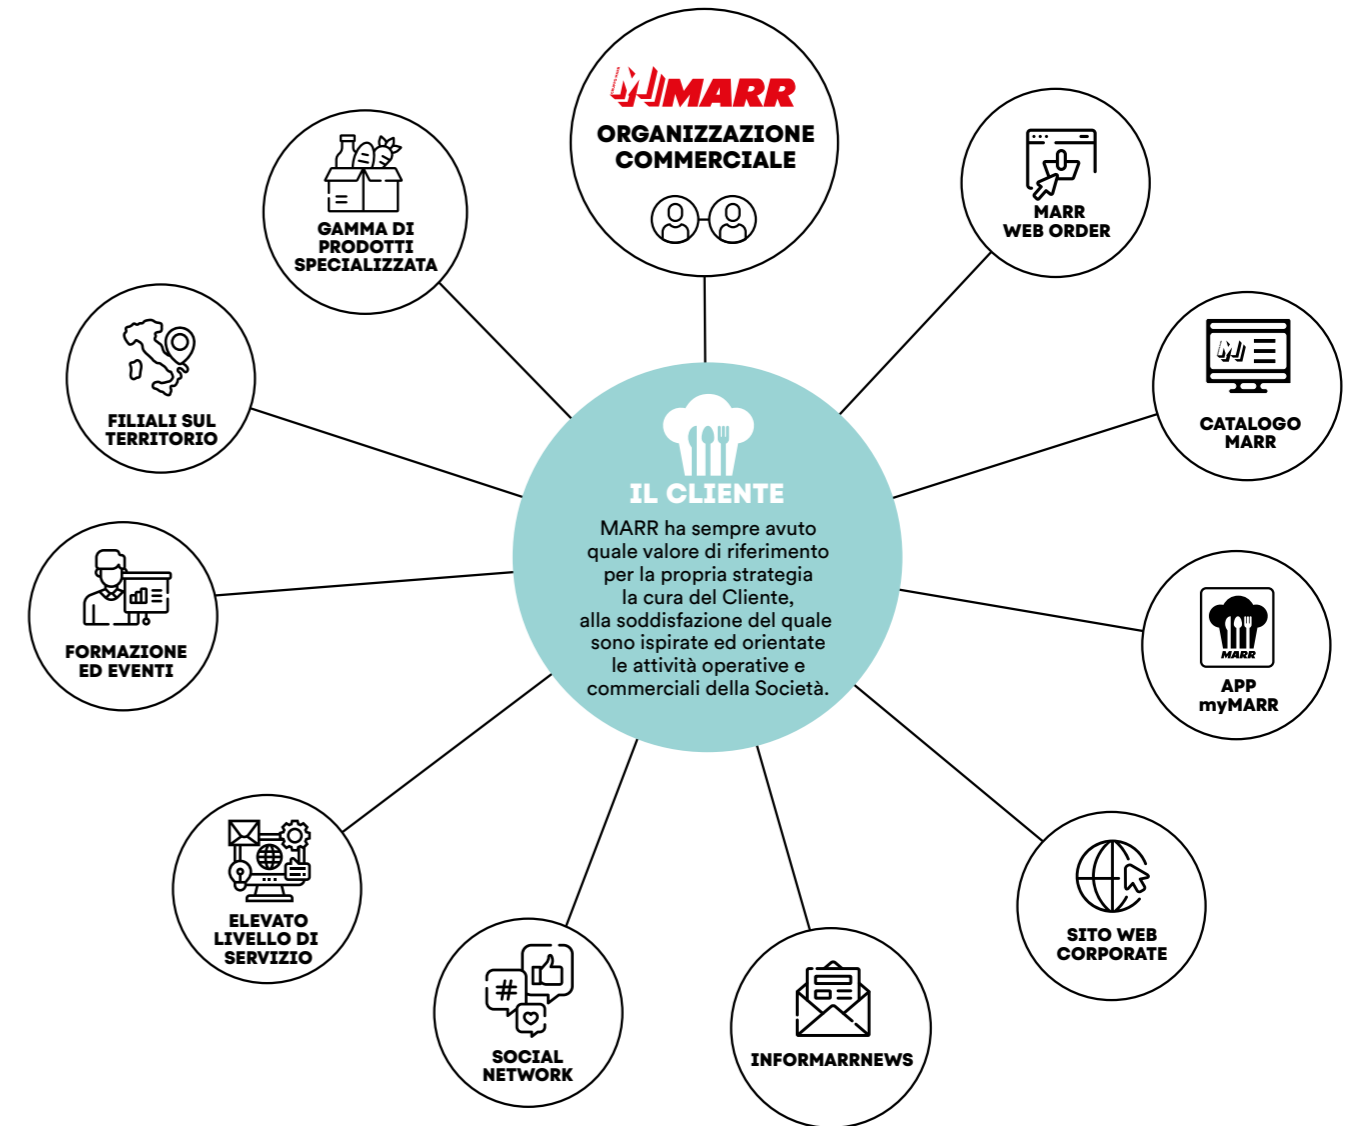 MARR
ORGANIZZAZIONE
COMMERCIALE
MARR
WEB ORDER
CATALOGO
MARR
MARR
APP
myMARR
SITO WEB
CORPORATE
INFORMARRNEWS
SOCIAL
NETWORK
ELEVATO
LIVELLO DI
SERVIZIO
FORMAZIONE
ED EVENTI
FILIALI SUL
TERRITORIO
GAMMA DI
PRODOTTI
SPECIALIZZATA
IL CLIENTE
MARR ha sempre avuto
quale valore di riferimento
per la propria strategia
la cura del Cliente,
alla soddisfazione del quale
sono ispirate ed orientate
le attività operative e
commerciali della Società.